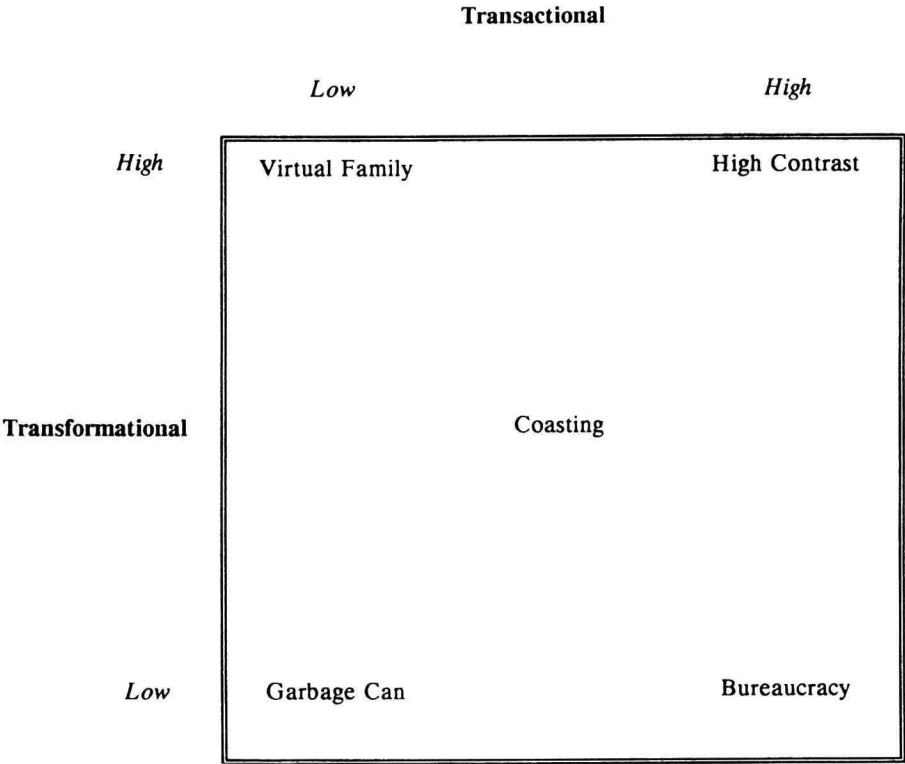 Transactional
Low High
High Virtual Family High Contrast
Transformational Coasting
Low Garbage Can Bureaucracy